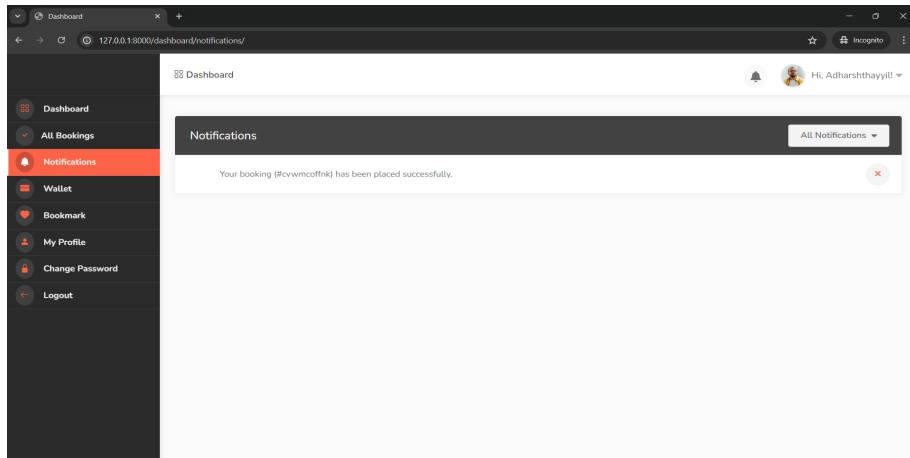 Dashboard
127.0.0.1:8000/dashboard/notifications/
Incognito
Dashboard
Hi, Adharshthayyil!
Dashboard
All Bookings
Notifications
Wallet
Bookmark
My Profile
Change Password
Logout
Notifications
All Notifications
Your booking (#cvwmcoffnk) has been placed successfully.